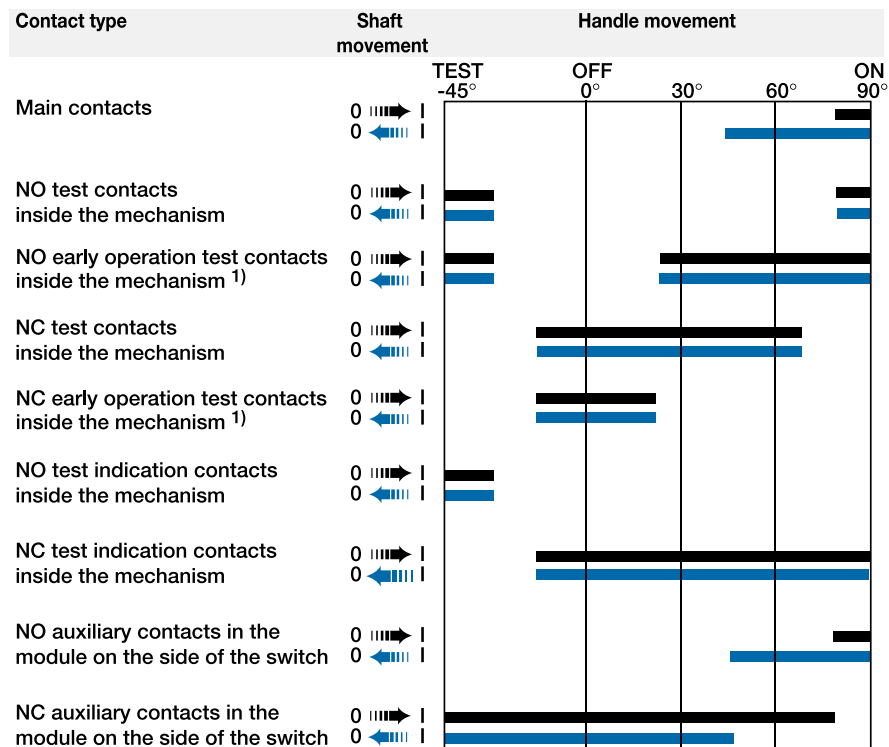 Contact type Shaft movement Handle movement
TEST OFF ON
-45° 0° 30° 60° 90°
Main contacts 0 I
0 I
NO test contacts 0 I
inside the mechanism 0 I
NO early operation test contacts 0 I
inside the mechanism 1) 0 I
NC test contacts 0 I
inside the mechanism 0 I
NC early operation test contacts 0 I
inside the mechanism 1) 0 I
NO test indication contacts 0 I
inside the mechanism 0 I
NC test indication contacts 0 I
inside the mechanism 0 I
NO auxiliary contacts in the 0 I
module on the side of the switch 0 I
NC auxiliary contacts in the 0 I
module on the side of the switch 0 I